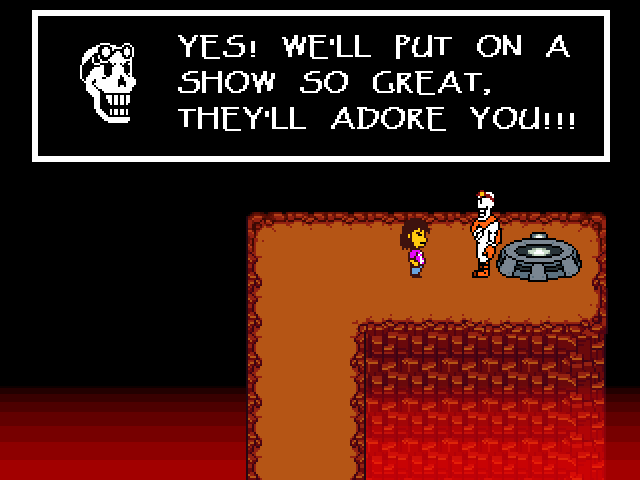 YES! WE'LL PUT ON A
SHOW SO GREAT,
THEY'LL ADORE YOU!!!